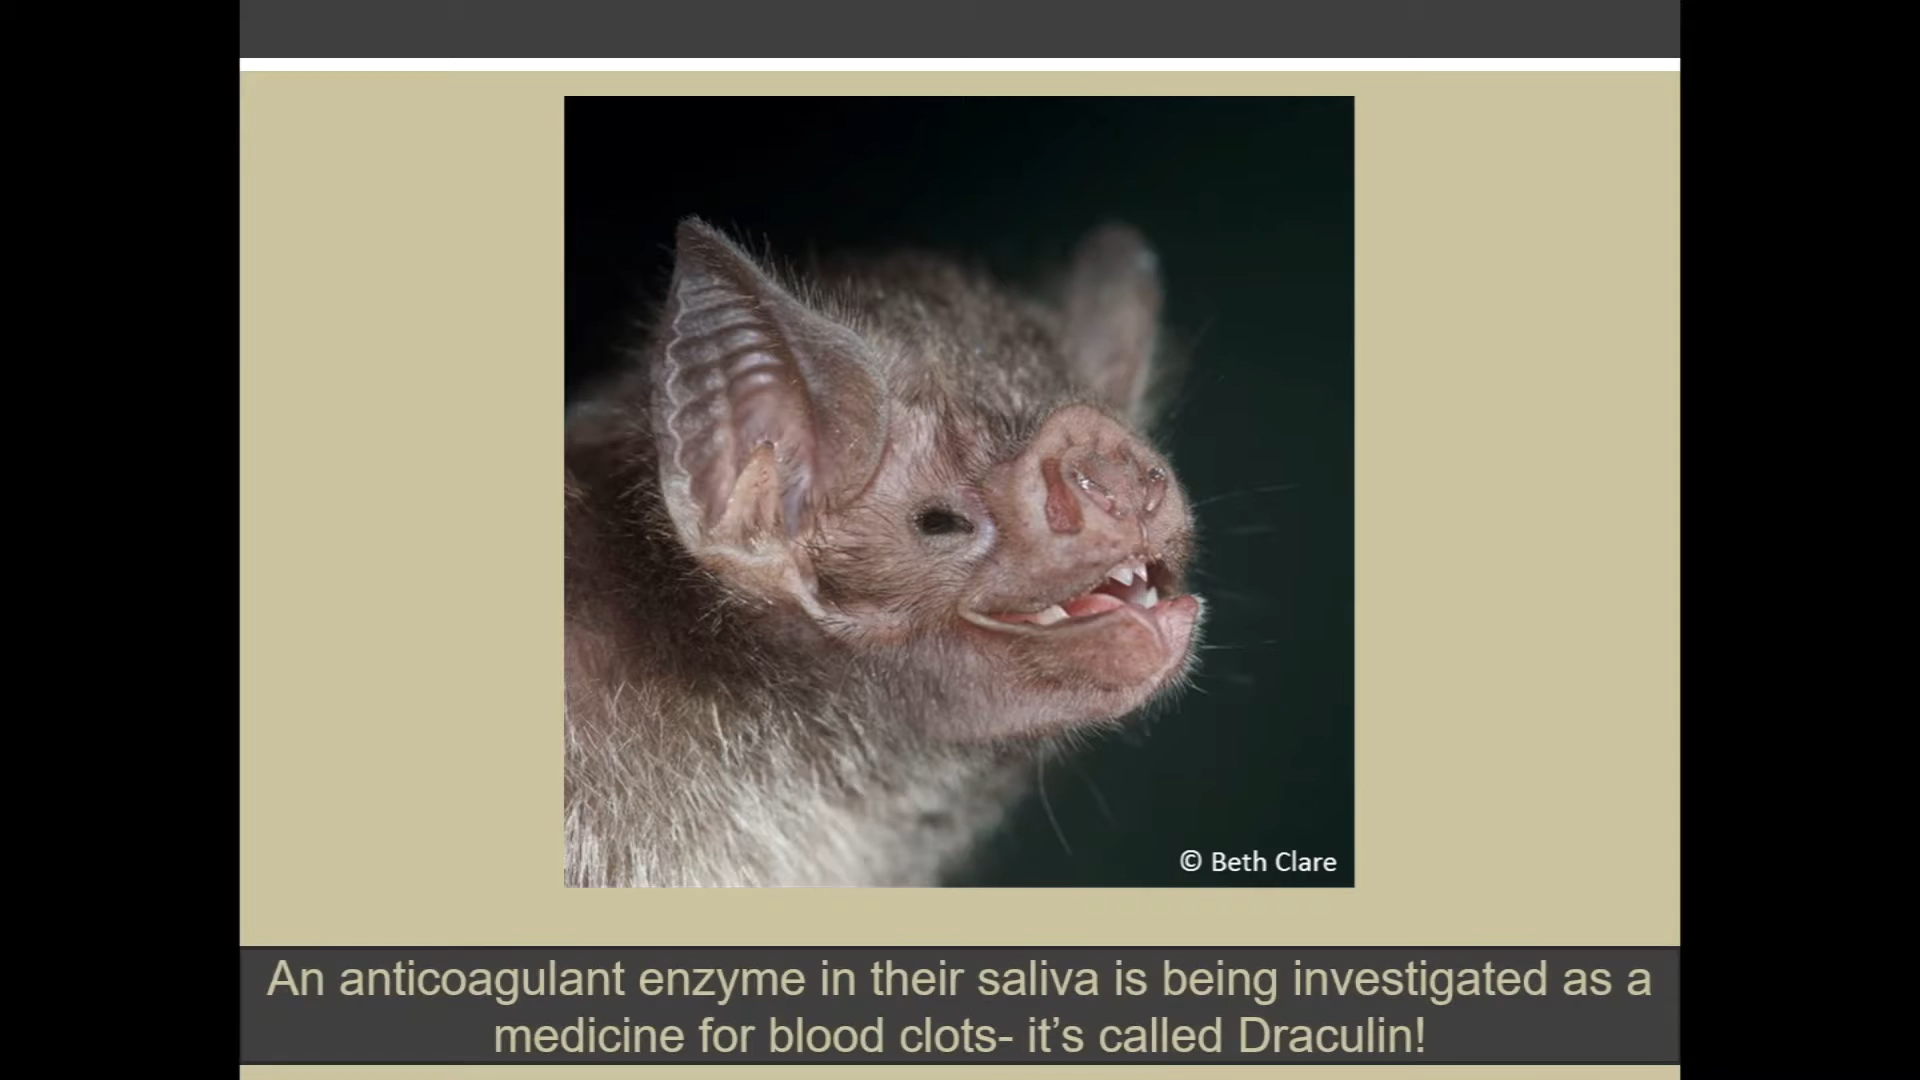 © Beth Clare
An anticoagulant enzyme in their saliva is being investigated as a
medicine for blood clots- it’s called Draculin!